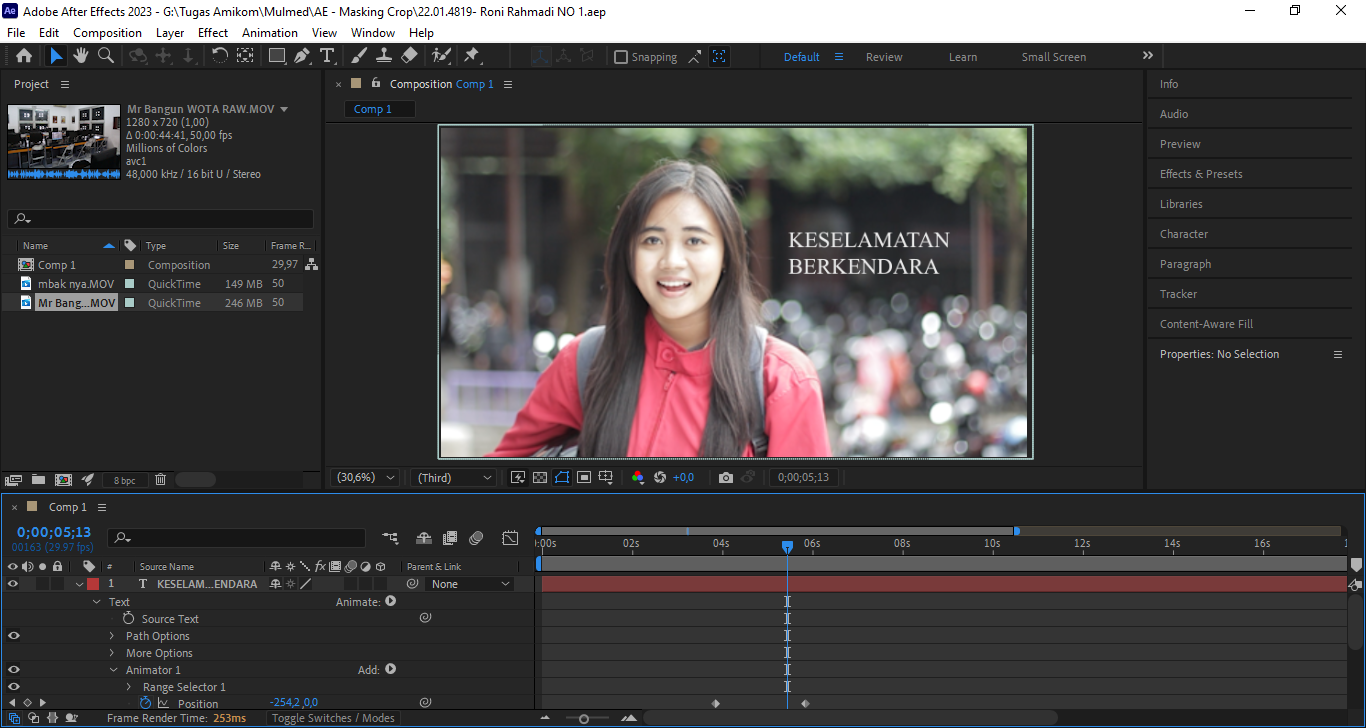 Adobe After Effects 2023 - G:\Tugas Amikom\Mulmed\AE - Masking Crop\22.01.4819- Roni Rahmadi NO 1.aep
File Edit Composition Layer Effect Animation View Window Help
Snapping Default Review Learn Small Screen
Project
Mr Bangun WOTA RAW.MOV
1280 x 720 (1,00)
Δ 0:00:44:41, 50,00 fps
Millions of Colors
avc1
48,000 kHz / 16 bit U / Stereo
Name Type Size Frame R...
Comp 1 Composition 29,97
mbak nya.MOV QuickTime 149 MB 50
Mr Bang...MOV QuickTime 246 MB 50
8 bpc
Composition Comp 1
Comp 1
KESELAMATAN
BERKENDARA
(30,6%) (Third) +0,0 0;00;05;13
Info
Audio
Preview
Effects & Presets
Libraries
Character
Paragraph
Tracker
Content-Aware Fill
Properties: No Selection
Comp 1
0;00;05;13
00163 (29.97 fps)
:00s 02s 04s 06s 08s 10s 12s 14s 16s 1
# Source Name fx Parent & Link
1 T KESELAM...ENDARA None
Text Animate:
Source Text
Path Options
More Options
Animator 1 Add:
Range Selector 1
Position -254,2,0,0
Frame Render Time: 253ms Toggle Switches / Modes